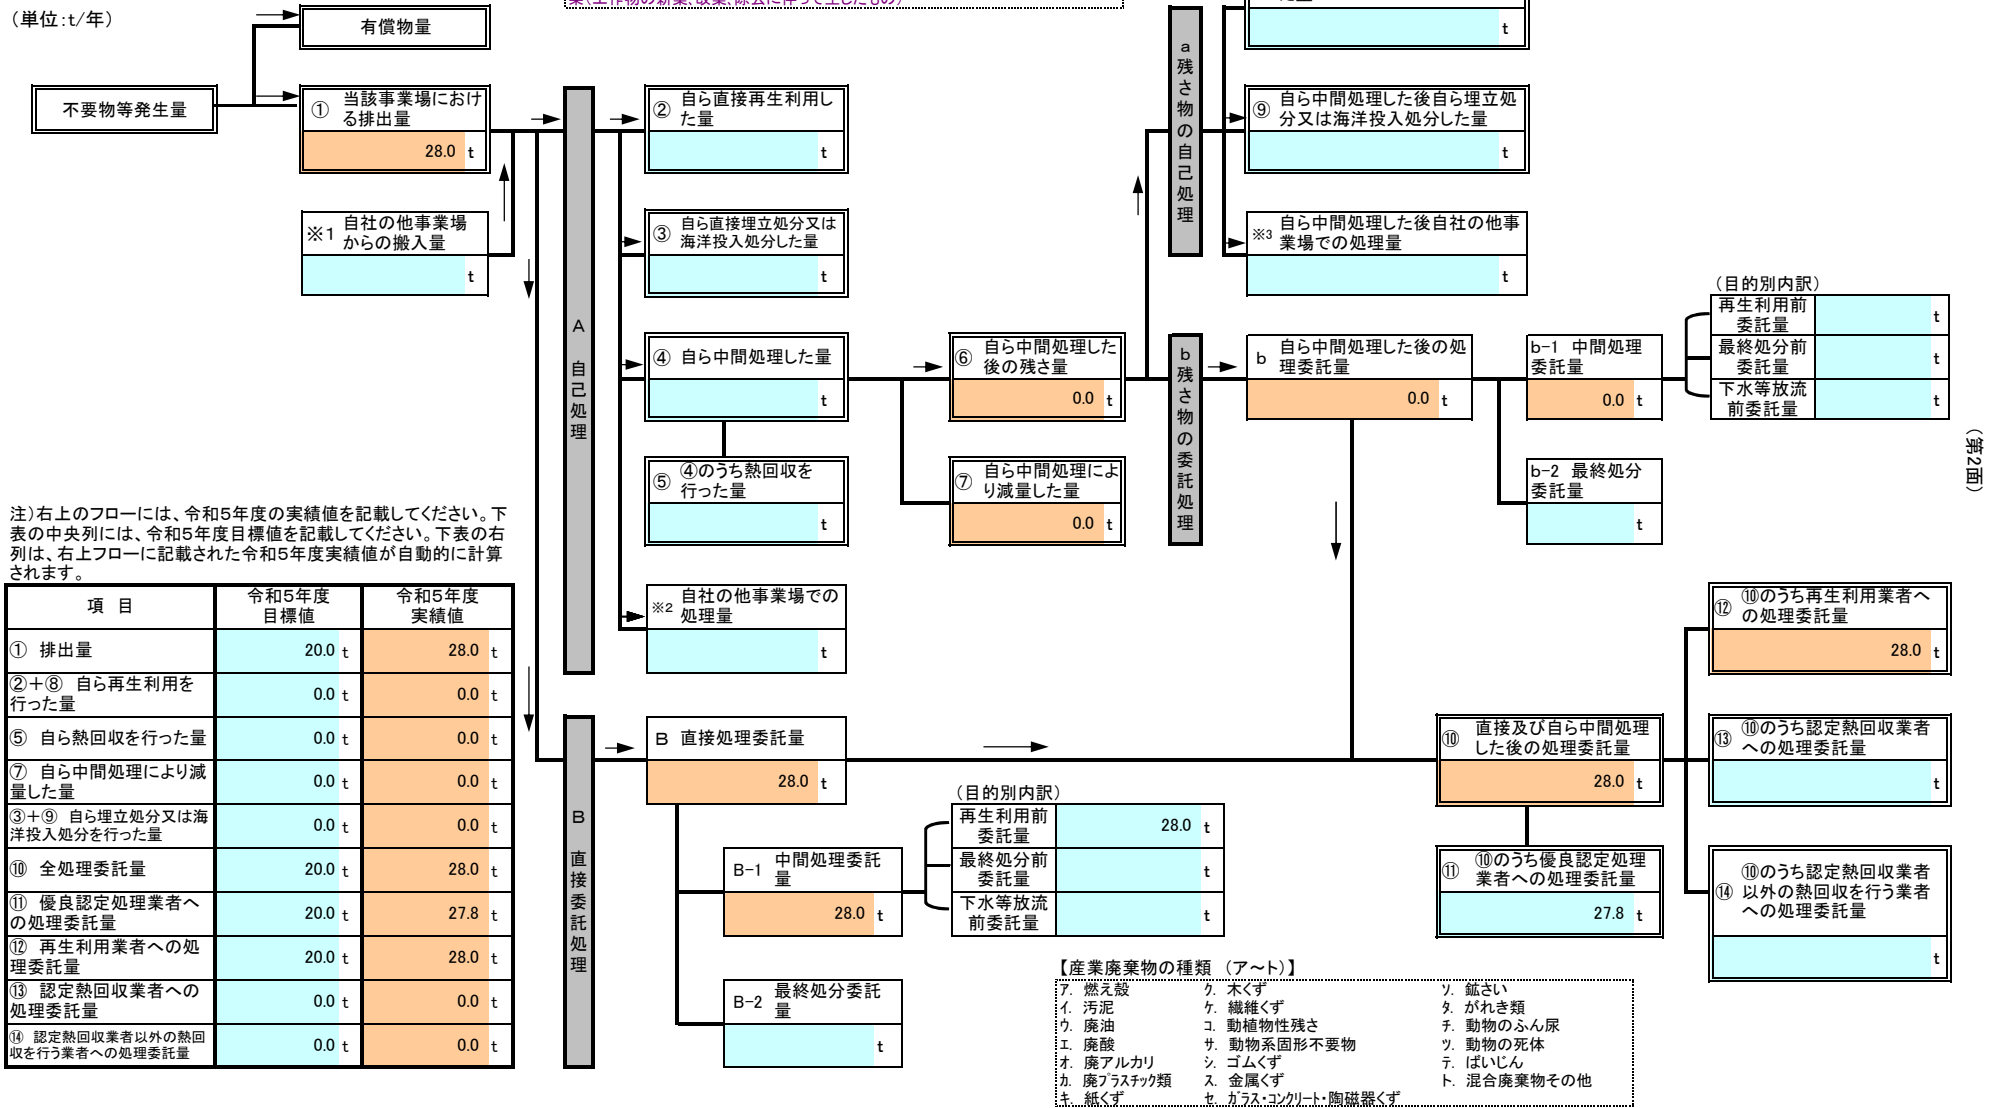 （単位：t/年）
有償物量
不要物等発生量
① 当該事業場におけ
る排出量
28.0 t
※1 自社の他事業場
からの搬入量
t
A 自己処理
② 自ら直接再生利用し
た量
t
③ 自ら直接埋立処分又は
海洋投入処分した量
t
④ 自ら中間処理した量
t
⑤ ④のうち熱回収を
行った量
t
※2 自社の他事業場での
処理量
t
⑥ 自ら中間処理した
後の残さ量
0.0 t
⑦ 自ら中間処理によ
り減量した量
0.0 t
a 残さ物の自己処理
t
⑨ 自ら中間処理した後自ら埋立処
分又は海洋投入処分した量
t
※3 自ら中間処理した後自社の他事
業場での処理量
t
b 残さ物の委託処理
b 自ら中間処理した後の処
理委託量
0.0 t
b-1 中間処理
委託量
0.0 t
b-2 最終処分
委託量
t
（目的別内訳）
再生利用前
委託量
t
最終処分前
委託量
t
下水等放流
前委託量
t
（第2面）
注）右上のフローには、令和5年度の実績値を記載してください。下
表の中央列には、令和5年度目標値を記載してください。下表の右
列は、右上フローに記載された令和5年度実績値が自動的に計算
されます。
項 目
令和5年度
目標値
令和5年度
実績値
① 排出量 20.0 t 28.0 t
②＋⑧ 自ら再生利用を
行った量 0.0 t 0.0 t
⑤ 自ら熱回収を行った量 0.0 t 0.0 t
⑦ 自ら中間処理により減
量した量 0.0 t 0.0 t
③＋⑨ 自ら埋立処分又は海
洋投入処分を行った量 0.0 t 0.0 t
⑩ 全処理委託量 20.0 t 28.0 t
⑪ 優良認定処理業者へ
の処理委託量 20.0 t 27.8 t
⑫ 再生利用業者への処
理委託量 20.0 t 28.0 t
⑬ 認定熱回収業者への
処理委託量 0.0 t 0.0 t
⑭ 認定熱回収業者以外の熱回
収を行う業者への処理委託量 0.0 t 0.0 t
B 直接委託処理
B 直接処理委託量
28.0 t
B-1 中間処理委託
量
28.0 t
B-2 最終処分委託
量
t
（目的別内訳）
再生利用前
委託量
28.0 t
最終処分前
委託量
t
下水等放流
前委託量
t
⑩ 直接及び自ら中間処理
した後の処理委託量
28.0 t
⑪ ⑩のうち優良認定処理
業者への処理委託量
27.8 t
⑫ ⑩のうち再生利用業者へ
の処理委託量
28.0 t
⑬ ⑩のうち認定熱回収業者
への処理委託量
t
⑭ ⑩のうち認定熱回収業者
以外の熱回収を行う業者
への処理委託量
t
【産業廃棄物の種類 （ア～ト）】
ア. 燃え殻 ク. 木くず ソ. 鉱さい
イ. 汚泥 ケ. 繊維くず タ. がれき類
ウ. 廃油 コ. 動植物性残さ チ. 動物のふん尿
エ. 廃酸 サ. 動物系固形不要物 ツ. 動物の死体
オ. 廃アルカリ シ. ゴムくず テ. ばいじん
カ. 廃プラスチック類 ス. 金属くず ト. 混合廃棄物その他
キ. 紙くず セ. ガラス・コンクリート・陶磁器くず